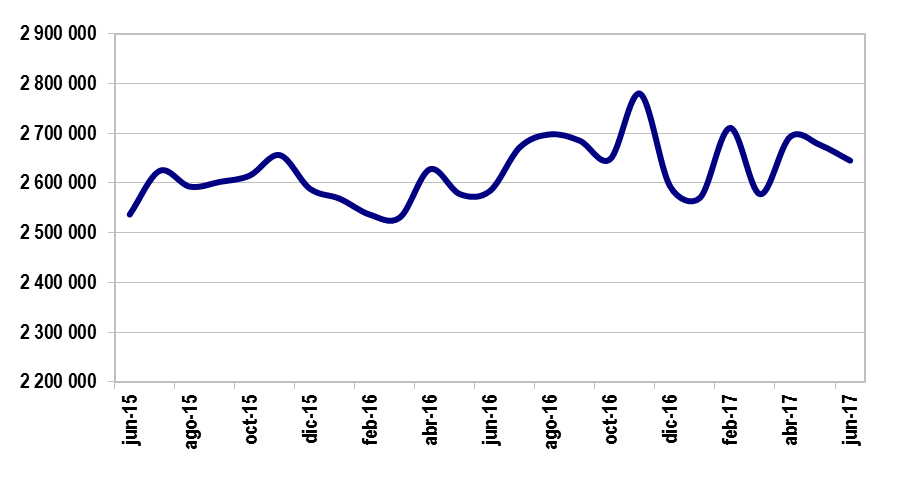 2 900 000
2 800 000
2 700 000
2 600 000
2 500 000
2 400 000
2 300 000
2 200 000
jun-15
ago-15
oct-15
dic-15
feb-16
abr-16
jun-16
ago-16
oct-16
dic-16
feb-17
abr-17
jun-17